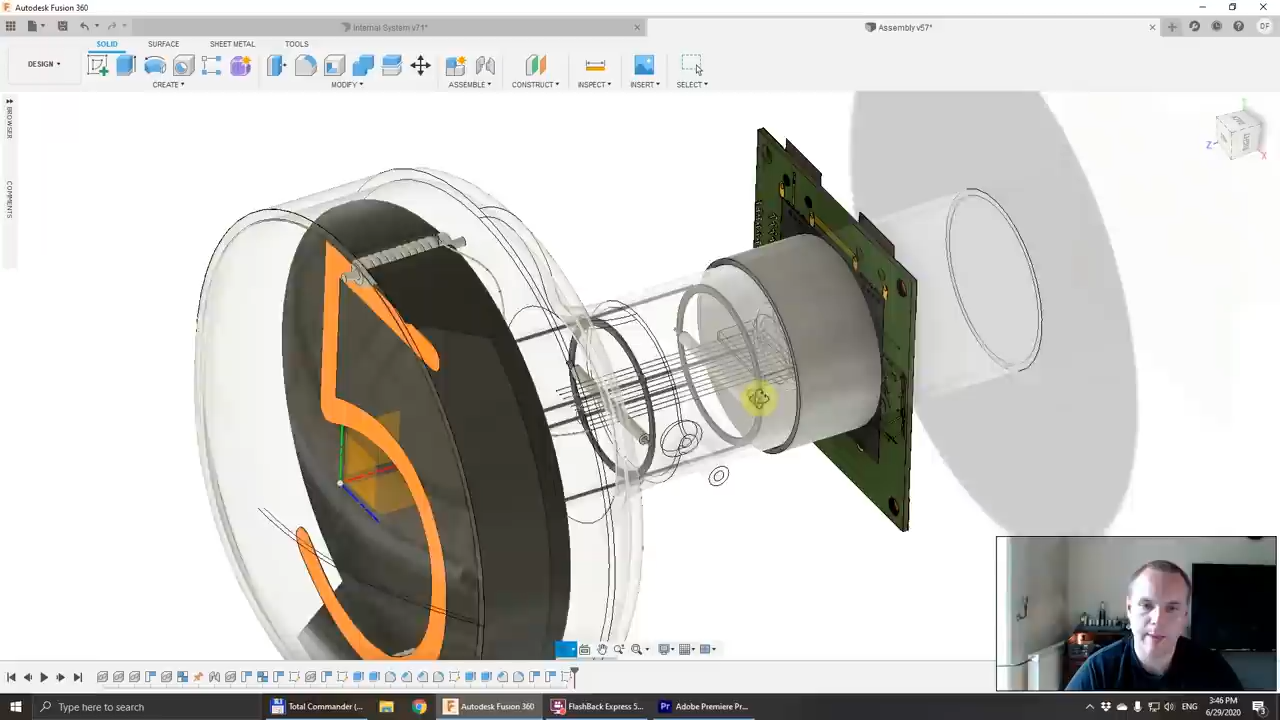 Autodesk Fusion 360
Internal System v71*
Assembly v57*
DF
DESIGN
SOLID
SURFACE
SHEET METAL
TOOLS
CREATE
MODIFY
ASSEMBLE
CONSTRUCT
INSPECT
INSERT
SELECT
BROWSER
COMMENTS
Z
X
5
Type here to search
Total Commander (...
Autodesk Fusion 360
FlashBack Express 5...
Adobe Premiere Pr...
ENG
3:46 PM
6/29/2020